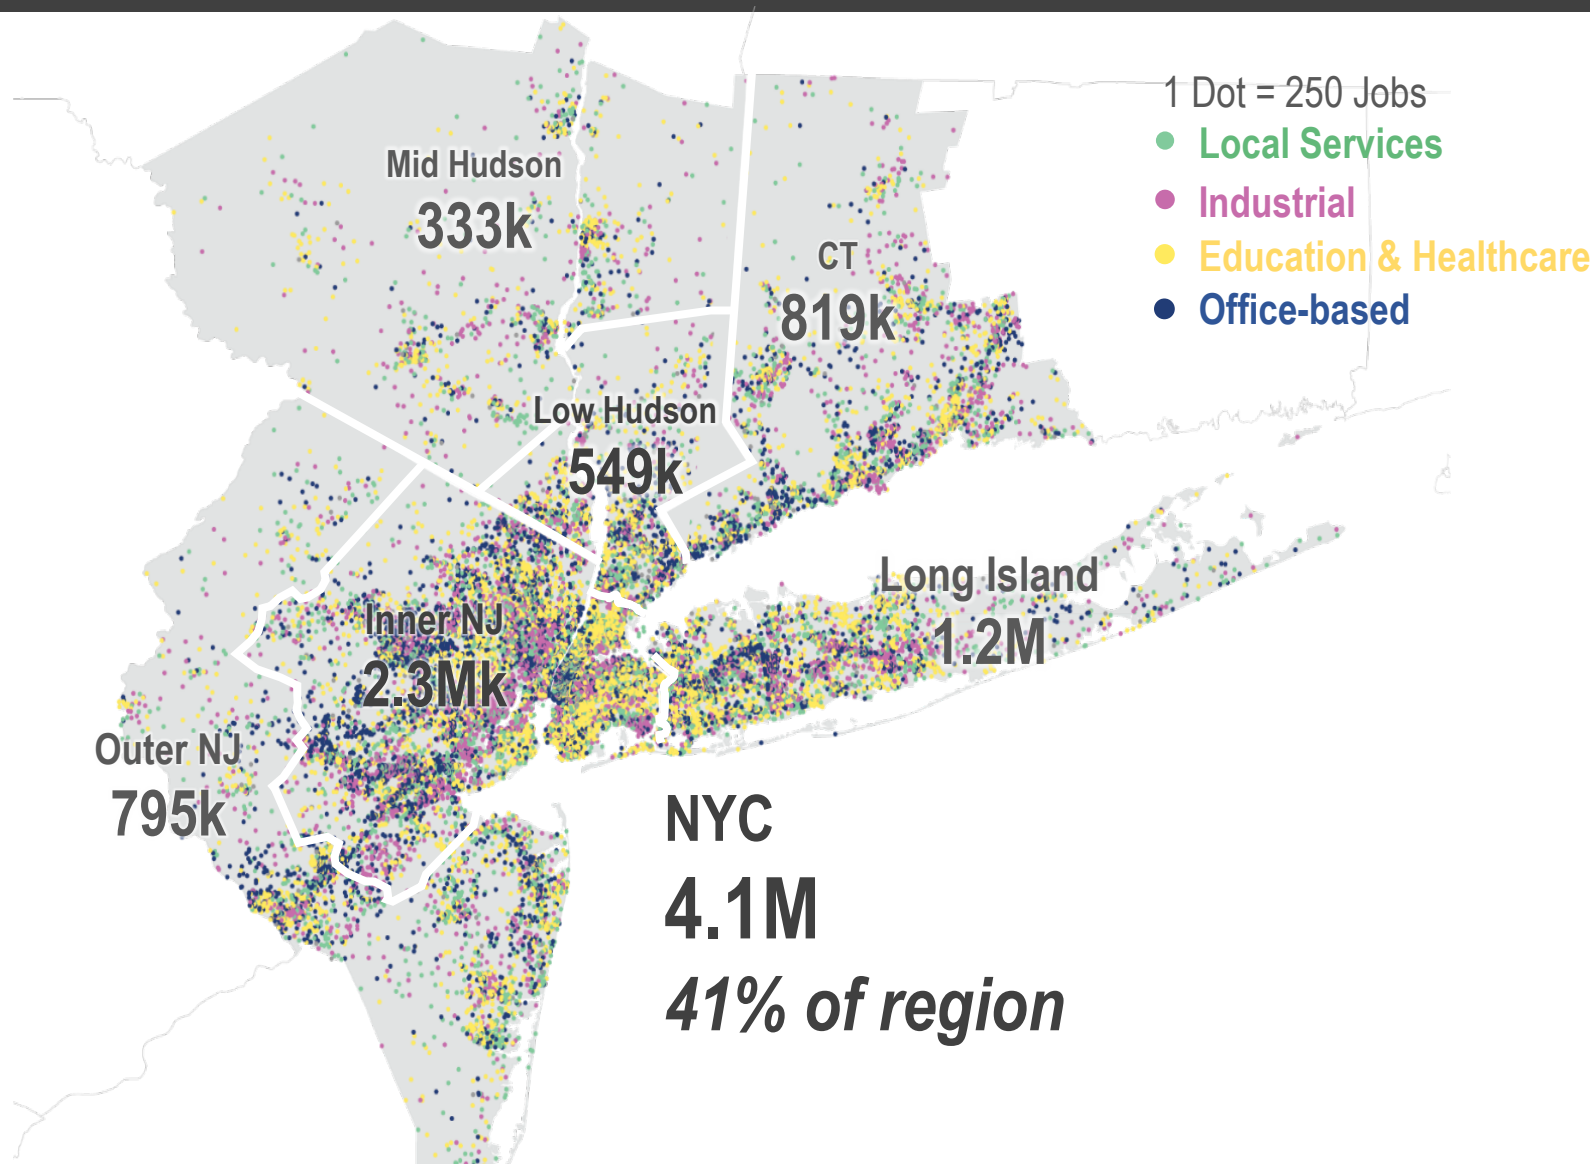 1 Dot = 250 Jobs
Local Services
Industrial
Education & Healthcare
Office-based
Mid Hudson
333k
CT
819k
Low Hudson
549k
Long Island
1.2M
Inner NJ
2.3Mk
Outer NJ
795k
NYC
4.1M
41% of region